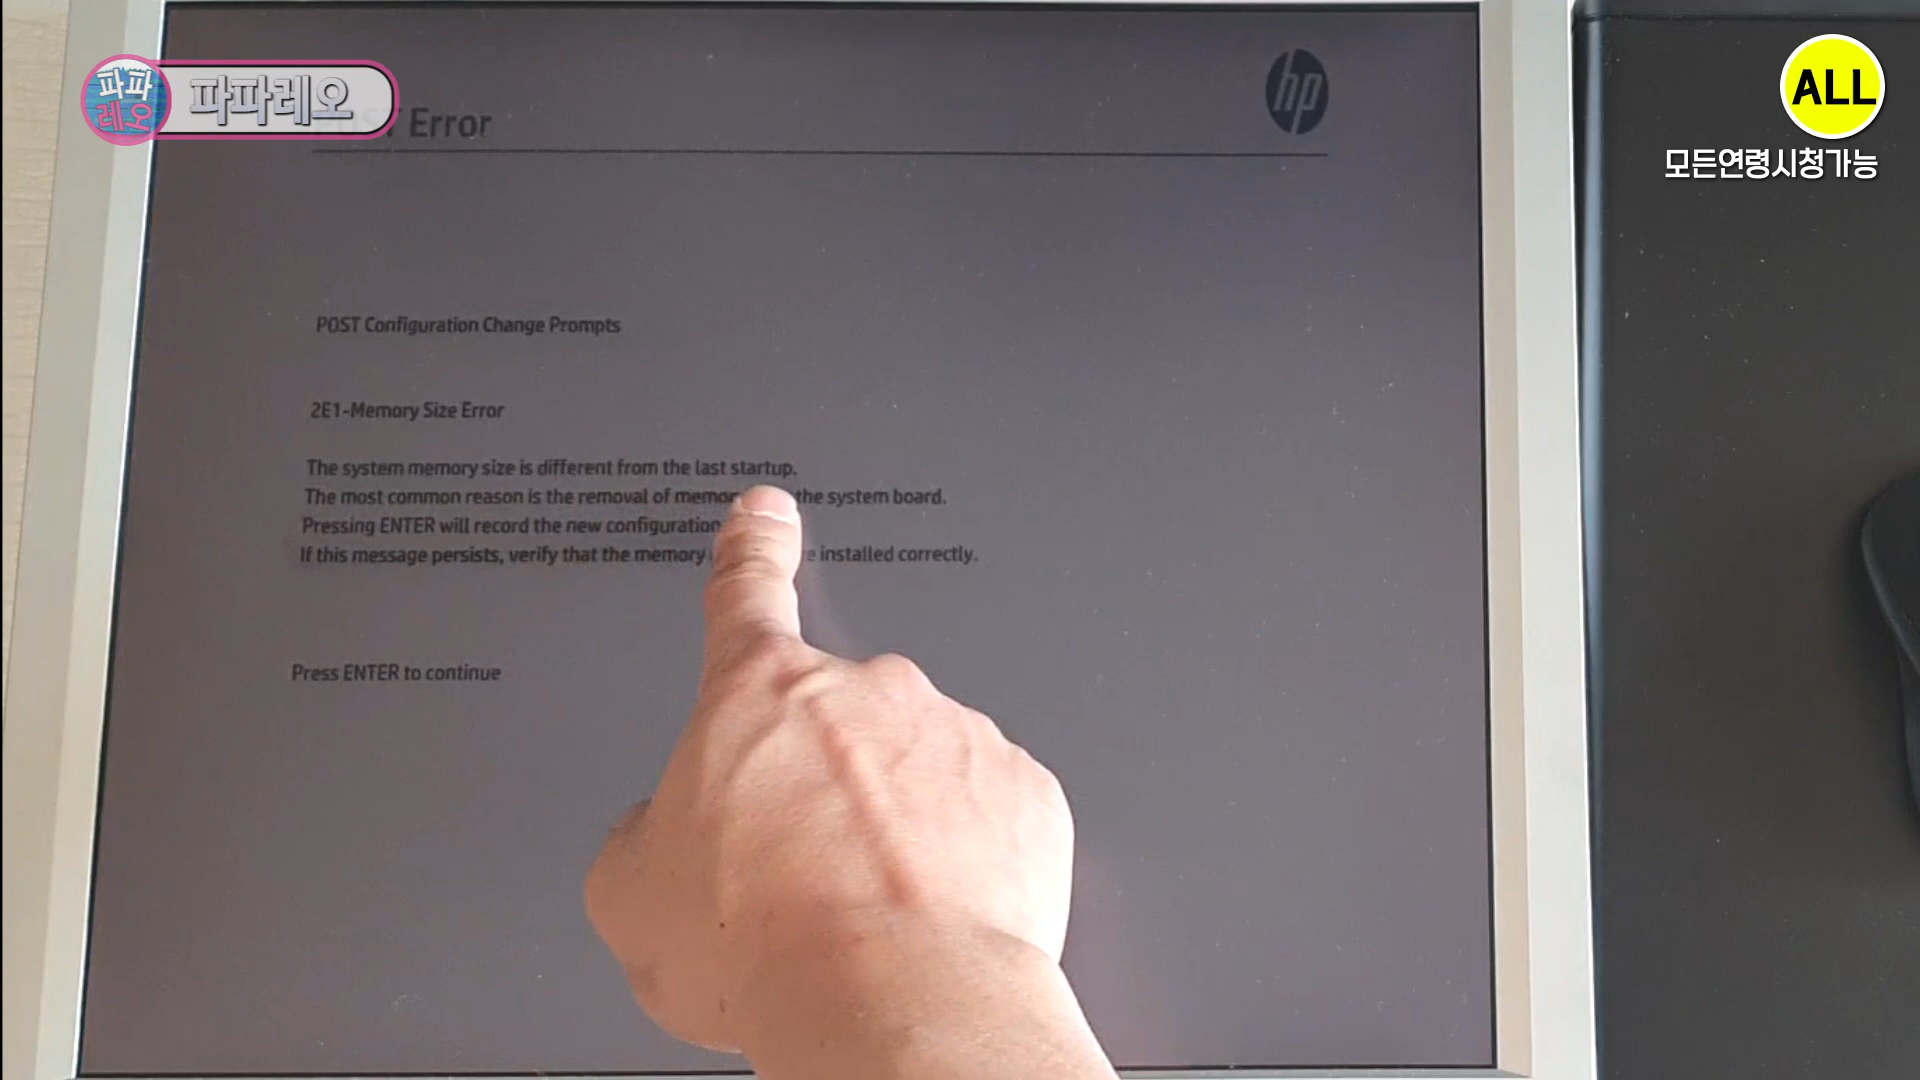 파파
레오
파파레오
Error
hp
ALL
모든연령시청가능
POST Configuration Change Prompts
2E1-Memory Size Error
The system memory size is different from the last startup.
The most common reason is the removal of the system board.
Pressing ENTER will record the new configuration
If this message persists, verify that the memory installed correctly.
Press ENTER to continue